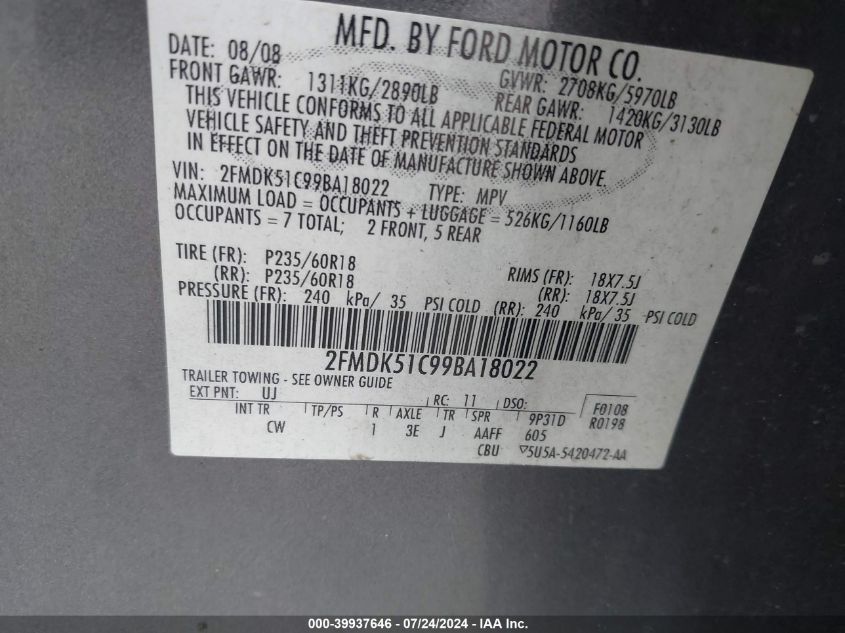 MFD. BY FORD MOTOR CO.
DATE: 08/08 GVWR: 2708KG/5970LB
FRONT GAWR: 1311KG/2890LB REAR GAWR: 1420KG/3130LB
THIS VEHICLE CONFORMS TO ALL APPLICABLE FEDERAL MOTOR
VEHICLE SAFETY AND THEFT PREVENTION STANDARDS
IN EFFECT ON THE DATE OF MANUFACTURE SHOWN ABOVE
VIN: 2FMDK51C99BA18022 TYPE: MPV
MAXIMUM LOAD = OCCUPANTS + LUGGAGE = 526KG/1160LB
OCCUPANTS = 7 TOTAL; 2 FRONT, 5 REAR
TIRE (FR): P235/60R18 RIMS (FR): 18X7.5J
(RR): P235/60R18 (RR): 18X7.5J
PRESSURE (FR): 240 kPa/ 35 PSI COLD (RR): 240 kPa/ 35 PSI COLD
2FMDK51C99BA18022
TRAILER TOWING - SEE OWNER GUIDE
EXT PNT: UJ RC: 11 DSO: F0108
INT TR TP/PS R AXLE TR SPR 9P31D R0198
CW 1 3E J AAFF 605
CBU ▽5U5A-5420472-AA
000-39937646 / 07/24/2024 - IAA Inc.